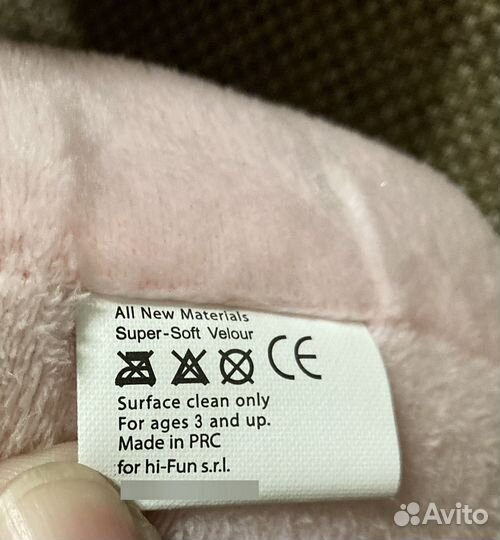 All New Materials
Super-Soft Velour
CE
Surface clean only
For ages 3 and up.
Made in PRC
for hi-Fun s.r.l.
Avito